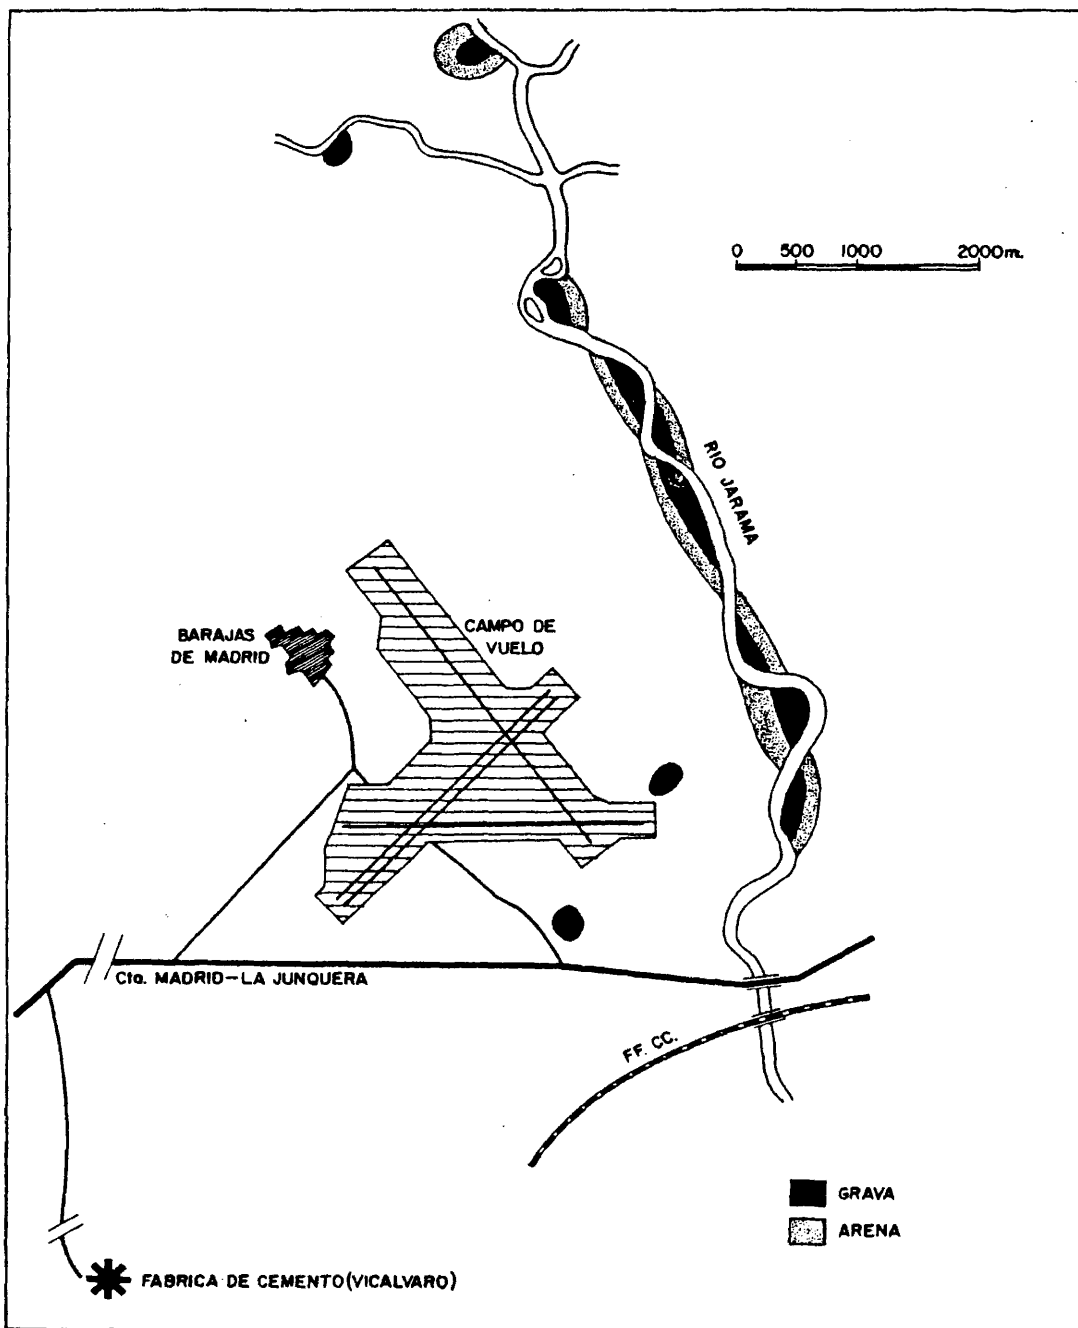 0 500 1000 2000m.
RIO JARAMA
BARAJAS
DE MADRID
CAMPO DE
VUELO
Cta. MADRID-LA JUNQUERA
FF. CC.
GRAVA
ARENA
FABRICA DE CEMENTO (VICALVARO)